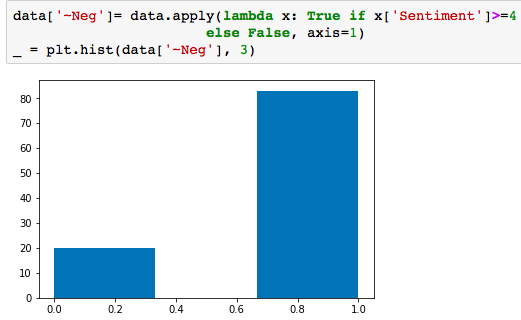 data['~Neg']= data.apply(lambda x: True if x['Sentiment']>=4
else False, axis=1)
_ = plt.hist(data['~Neg'], 3)
80
70
60
50
40
30
20
10
0
0.0 0.2 0.4 0.6 0.8 1.0